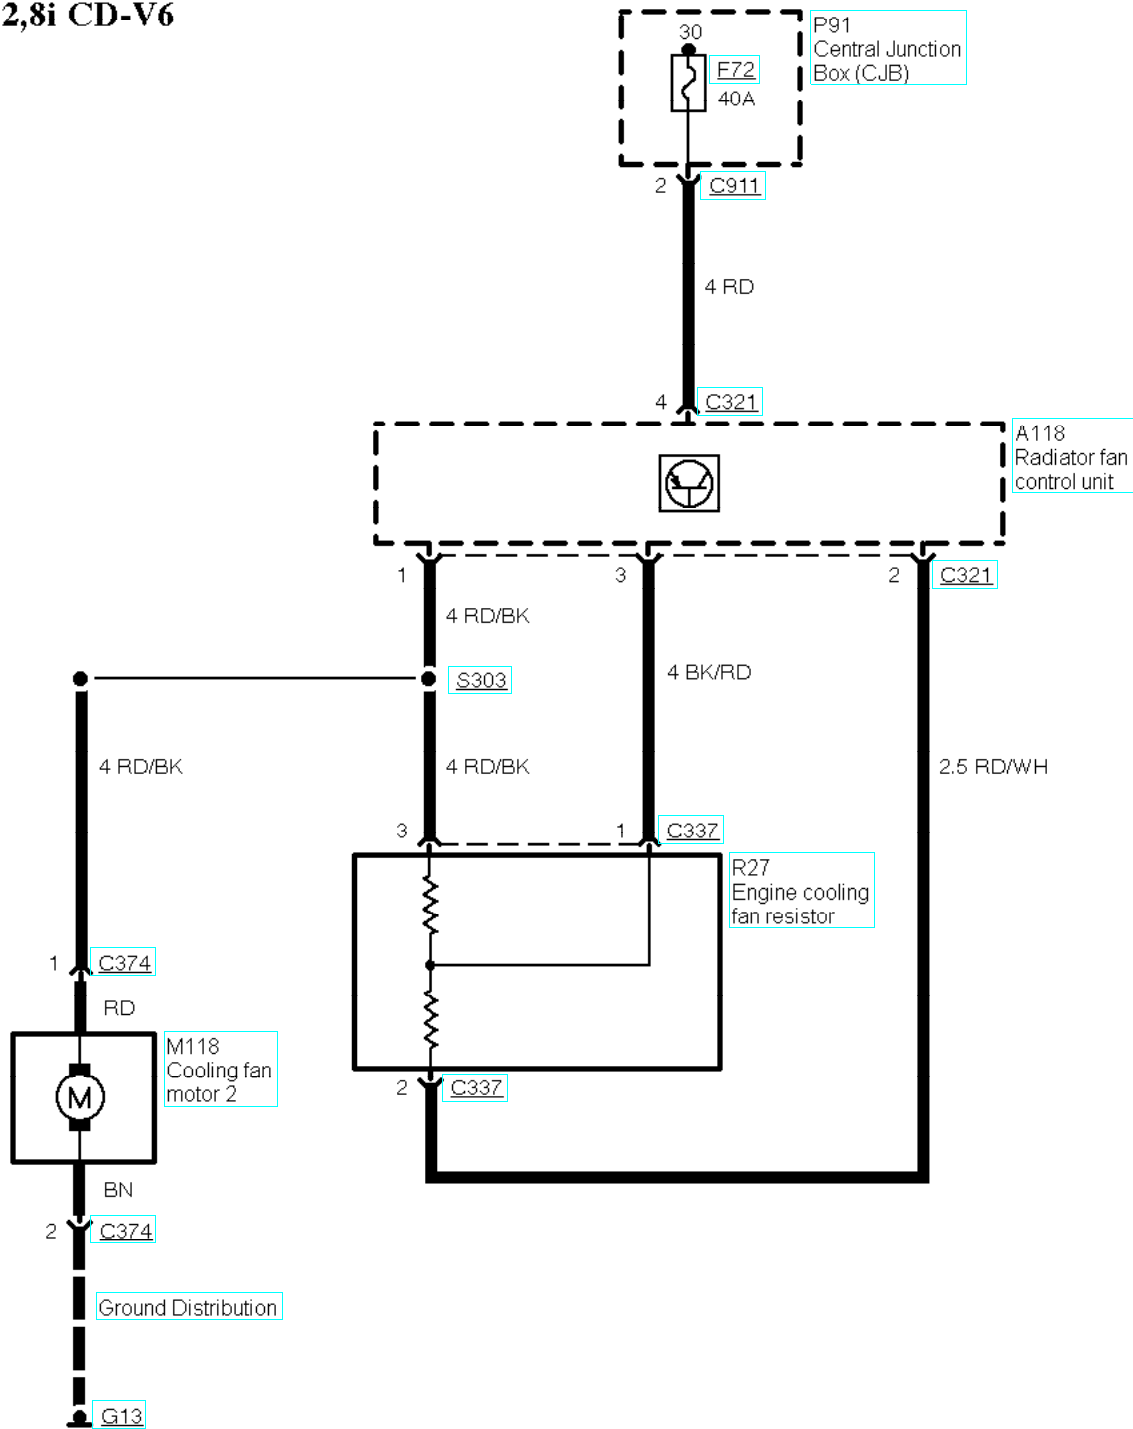 2,8i CD-V6
30
F72
40A
P91
Central Junction
Box (CJB)
2
C911
4 RD
4
C321
A118
Radiator fan
control unit
1
3
2
C321
4 RD/BK
S303
4 BK/RD
4 RD/BK
4 RD/BK
2.5 RD/WH
3
1
C337
R27
Engine cooling
fan resistor
1
C374
RD
M118
Cooling fan
motor 2
M
2
C337
BN
2
C374
Ground Distribution
G13